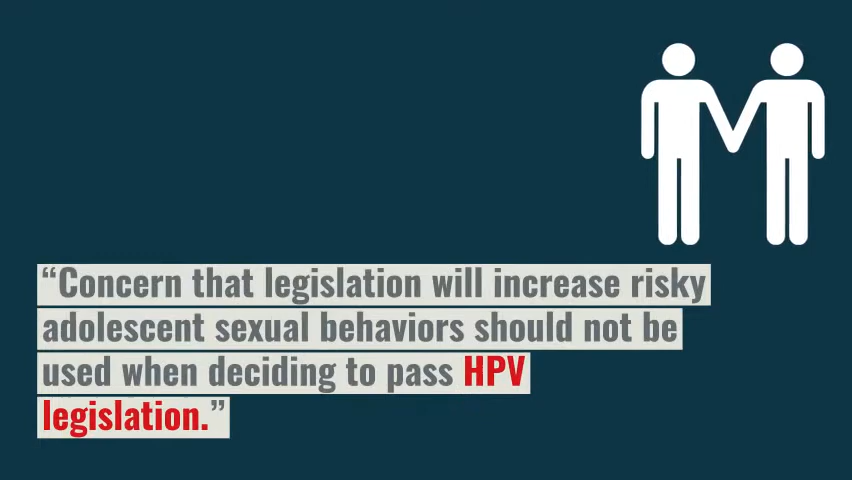 “Concern that legislation will increase risky
adolescent sexual behaviors should not be
used when deciding to pass HPV
legislation.”